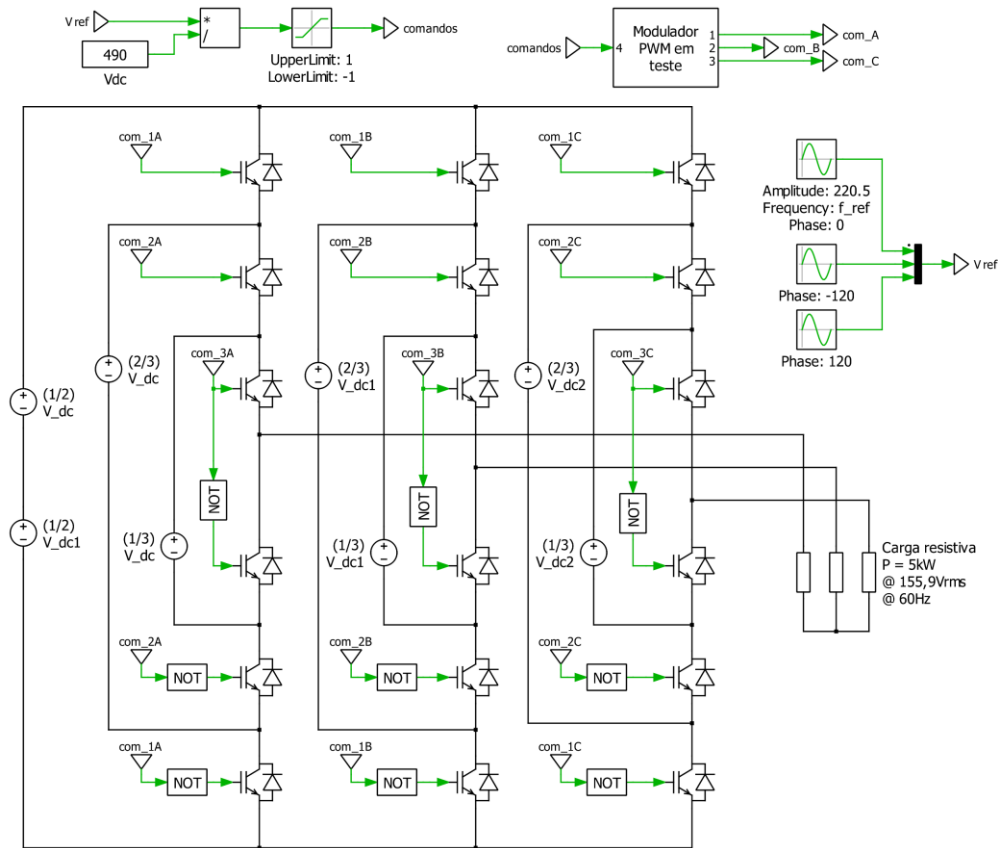 V ref
*
/
490
Vdc
UpperLimit: 1
LowerLimit: -1
comandos
comandos
4
Modulador
PWM em
teste
1
2
3
com_A
com_B
com_C
com_1A
com_1B
com_1C
Amplitude: 220.5
Frequency: f_ref
Phase: 0
com_2A
com_2B
com_2C
Phase: -120
V ref
Phase: 120
com_3A
com_3B
com_3C
(2/3)
V_dc
(2/3)
V_dc1
(2/3)
V_dc2
(1/2)
V_dc
NOT
NOT
NOT
(1/2)
V_dc1
(1/3)
V_dc
(1/3)
V_dc1
(1/3)
V_dc2
Carga resistiva
P = 5kW
@ 155,9Vrms
@ 60Hz
com_2A
NOT
com_2B
NOT
com_2C
NOT
com_1A
NOT
com_1B
NOT
com_1C
NOT